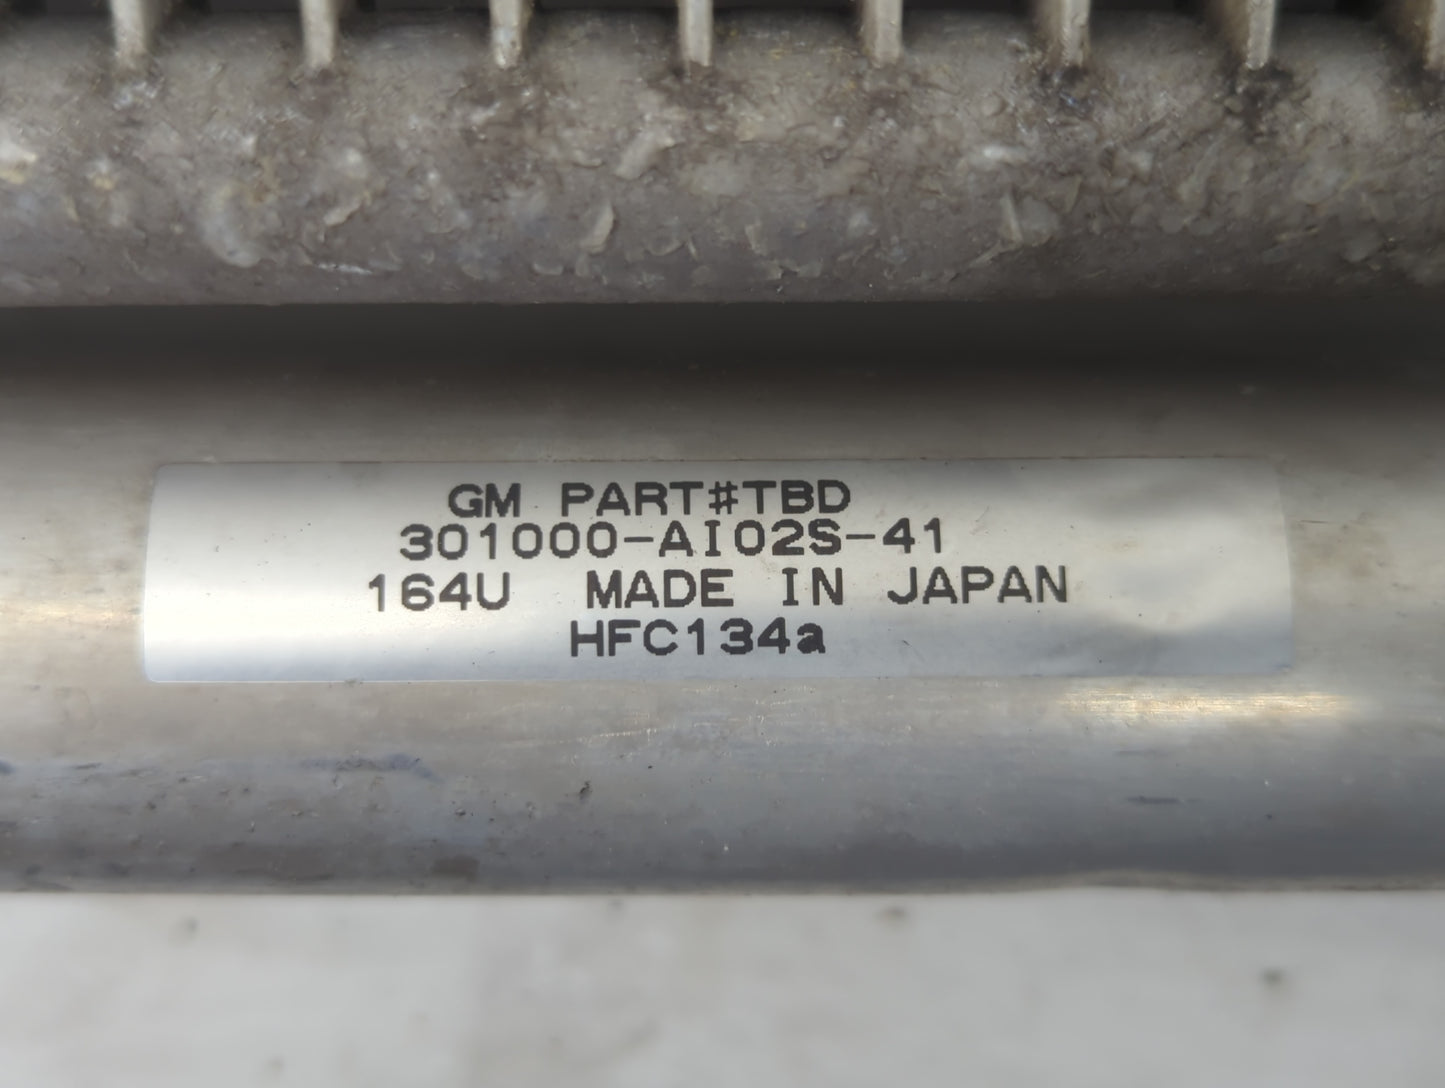 GM PART#TBD
301000-AI02S-41
164U MADE IN JAPAN
HFC134a